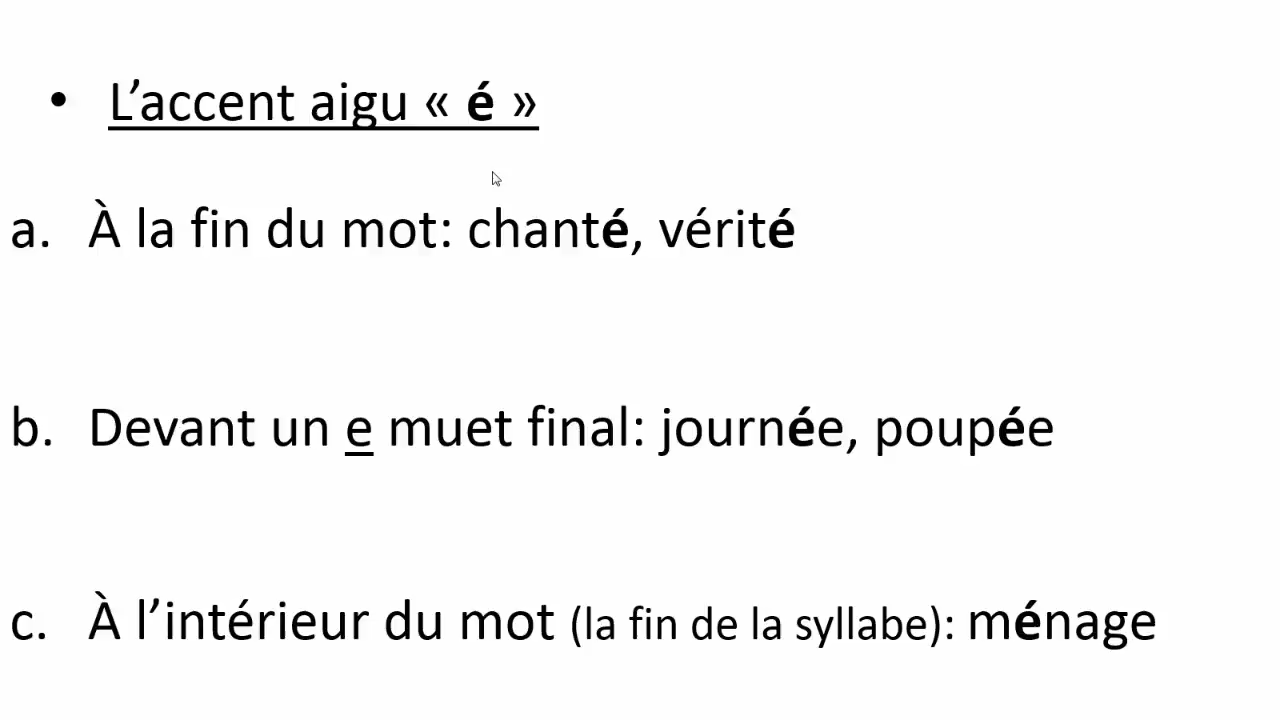 • L’accent aigu « é »
a. À la fin du mot: chanté, vérité
b. Devant un e muet final: journée, poupée
c. À l’intérieur du mot (la fin de la syllabe): ménage